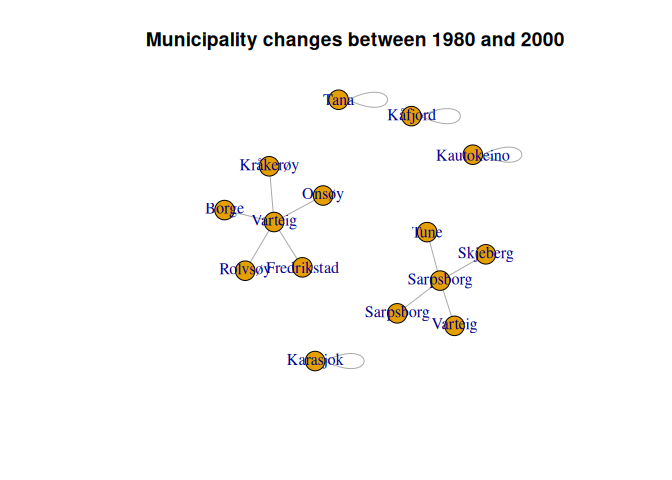 Municipality changes between 1980 and 2000
Tana
Kåfjord
Kautokeino
Kråkerøy
Onsøy
Borge
Varteig
Tune
Skjeberg
Rolvsøy
Fredrikstad
Sarpsborg
Sarpsborg
Varteig
Karasjok